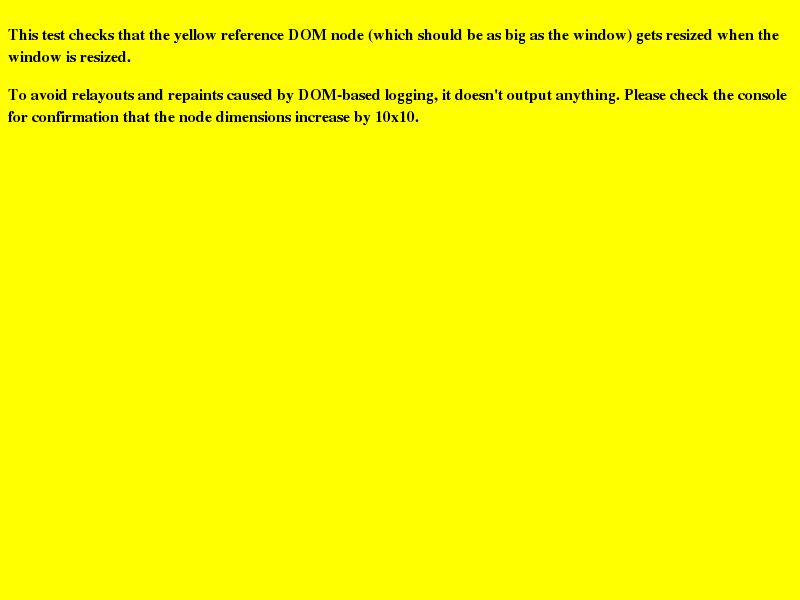 This test checks that the yellow reference DOM node (which should be as big as the window) gets resized when the
window is resized.
To avoid relayouts and repaints caused by DOM-based logging, it doesn't output anything. Please check the console
for confirmation that the node dimensions increase by 10x10.